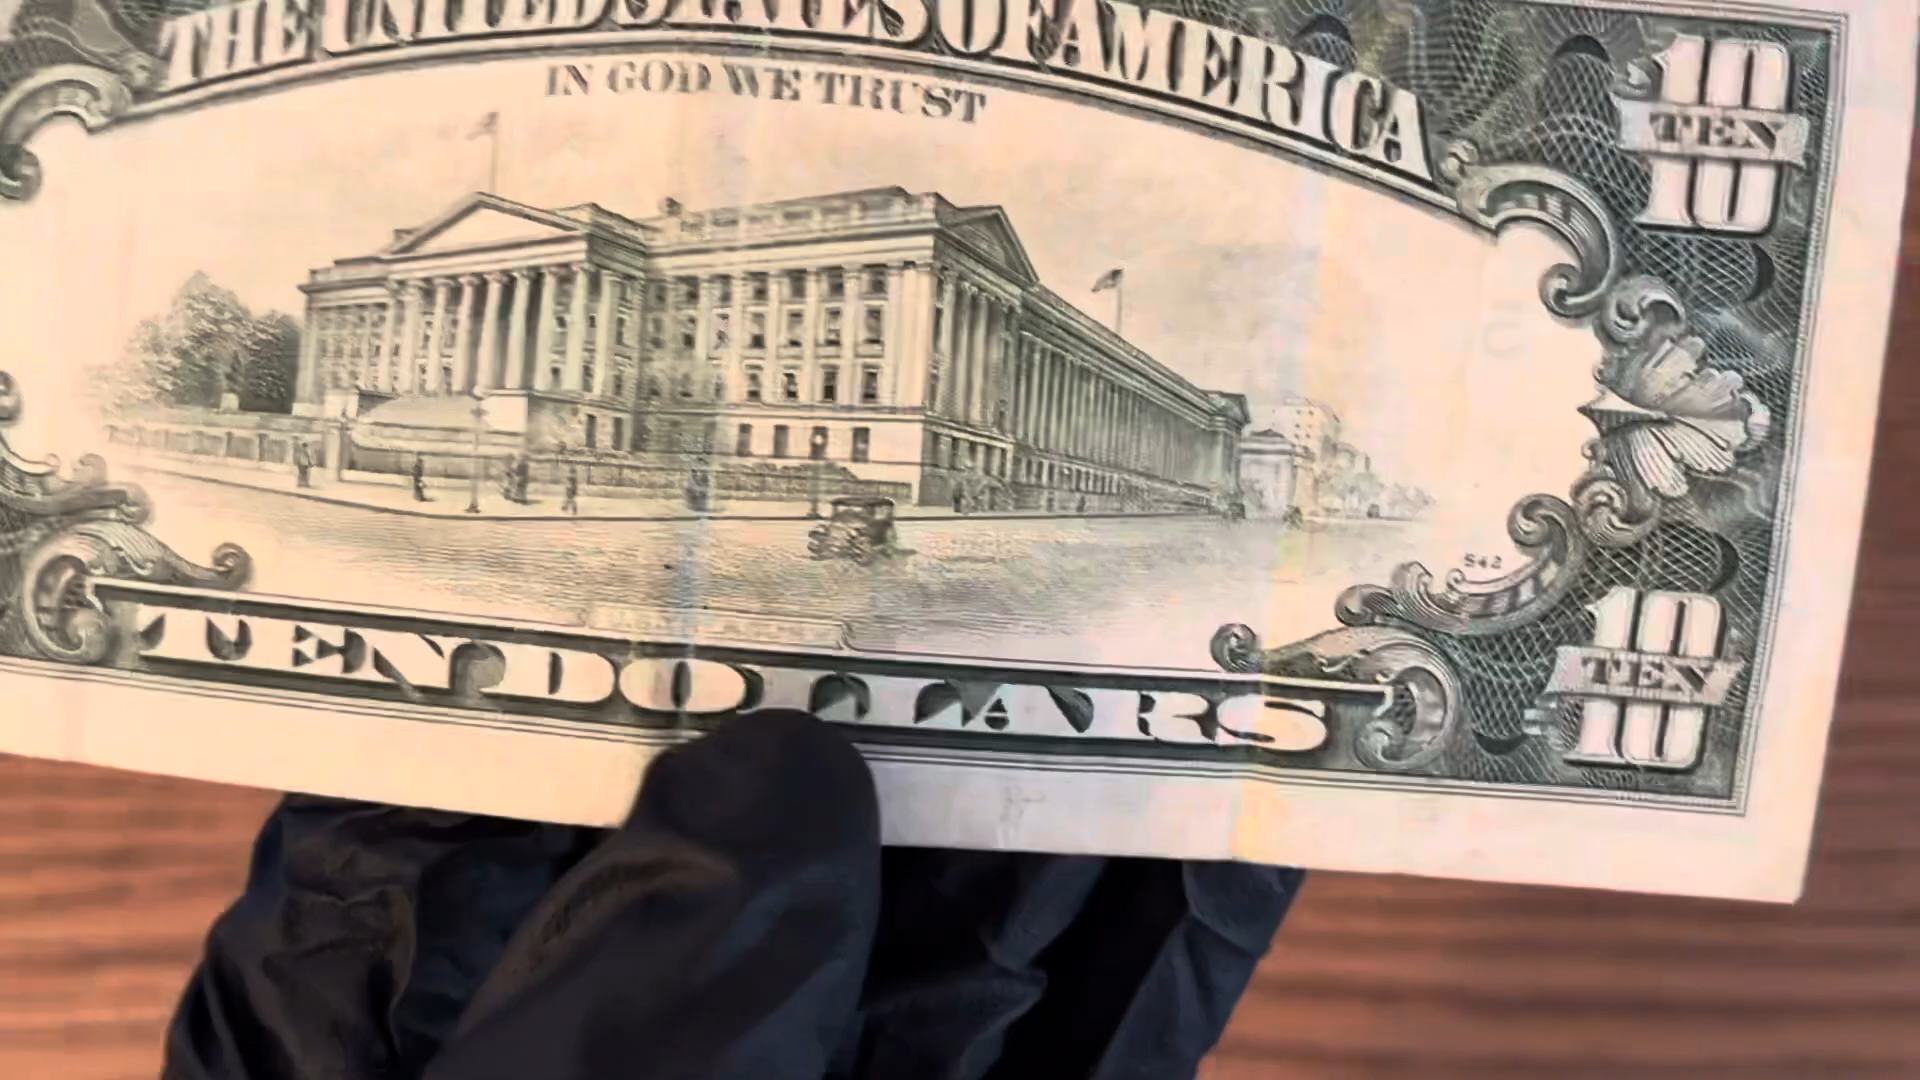 THE UNITED STATES OF AMERICA
IN GOD WE TRUST
10
TEN
10
542
TEN DOLLARS
10
TEN
10